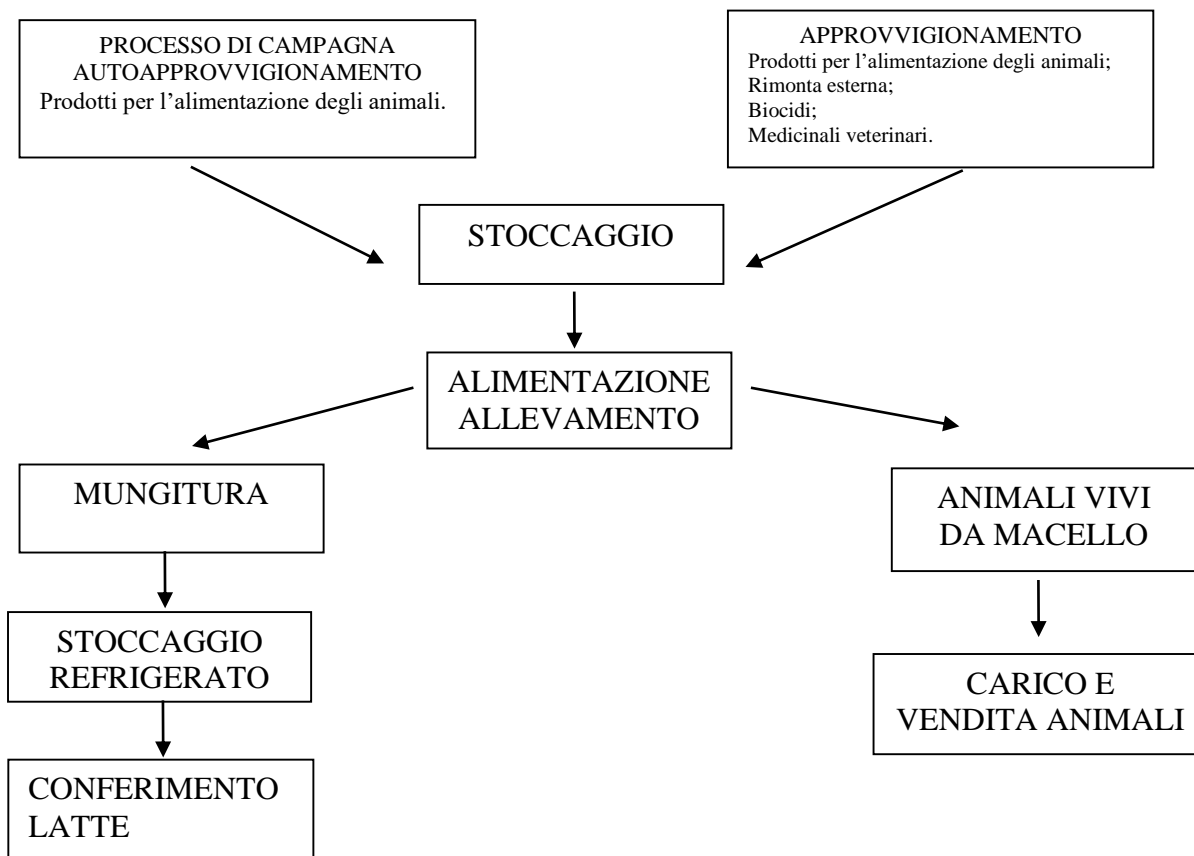 PROCESSO DI CAMPAGNA
AUTOAPPROVVIGIONAMENTO
Prodotti per l’alimentazione degli animali.
APPROVVIGIONAMENTO
Prodotti per l’alimentazione degli animali;
Rimonta esterna;
Biocidi;
Medicinali veterinari.
STOCCAGGIO
ALIMENTAZIONE
ALLEVAMENTO
MUNGITURA
ANIMALI VIVI
DA MACELLO
STOCCAGGIO
REFRIGERATO
CARICO E
VENDITA ANIMALI
CONFERIMENTO
LATTE